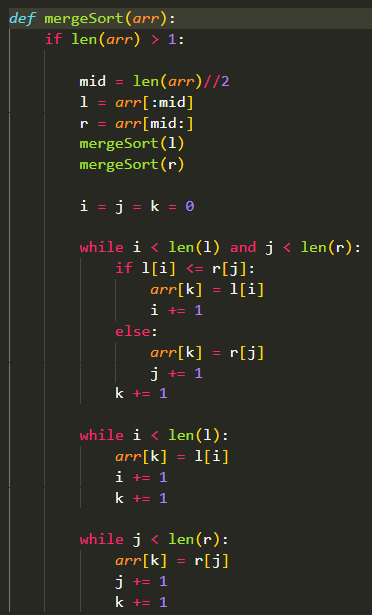 def mergeSort(arr):
    if len(arr) > 1:

        mid = len(arr)//2
        l = arr[:mid]
        r = arr[mid:]
        mergeSort(l)
        mergeSort(r)

        i = j = k = 0

        while i < len(l) and j < len(r):
            if l[i] <= r[j]:
                arr[k] = l[i]
                i += 1
            else:
                arr[k] = r[j]
                j += 1
            k += 1

        while i < len(l):
            arr[k] = l[i]
            i += 1
            k += 1

        while j < len(r):
            arr[k] = r[j]
            j += 1
            k += 1